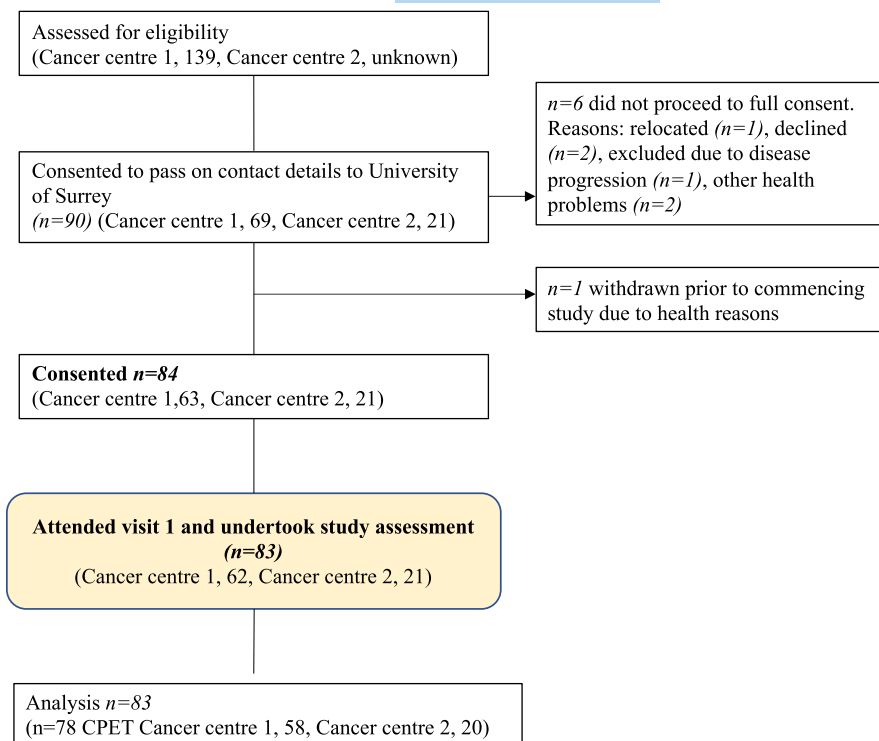 Assessed for eligibility
(Cancer centre 1, 139, Cancer centre 2, unknown)
n=6 did not proceed to full consent.
Reasons: relocated (n=1), declined
(n=2), excluded due to disease
progression (n=1), other health
problems (n=2)
Consented to pass on contact details to University
of Surrey
(n=90) (Cancer centre 1, 69, Cancer centre 2, 21)
n=1 withdrawn prior to commencing
study due to health reasons
Consented n=84
(Cancer centre 1,63, Cancer centre 2, 21)
Attended visit 1 and undertook study assessment
(n=83)
(Cancer centre 1, 62, Cancer centre 2, 21)
Analysis n=83
(n=78 CPET Cancer centre 1, 58, Cancer centre 2, 20)